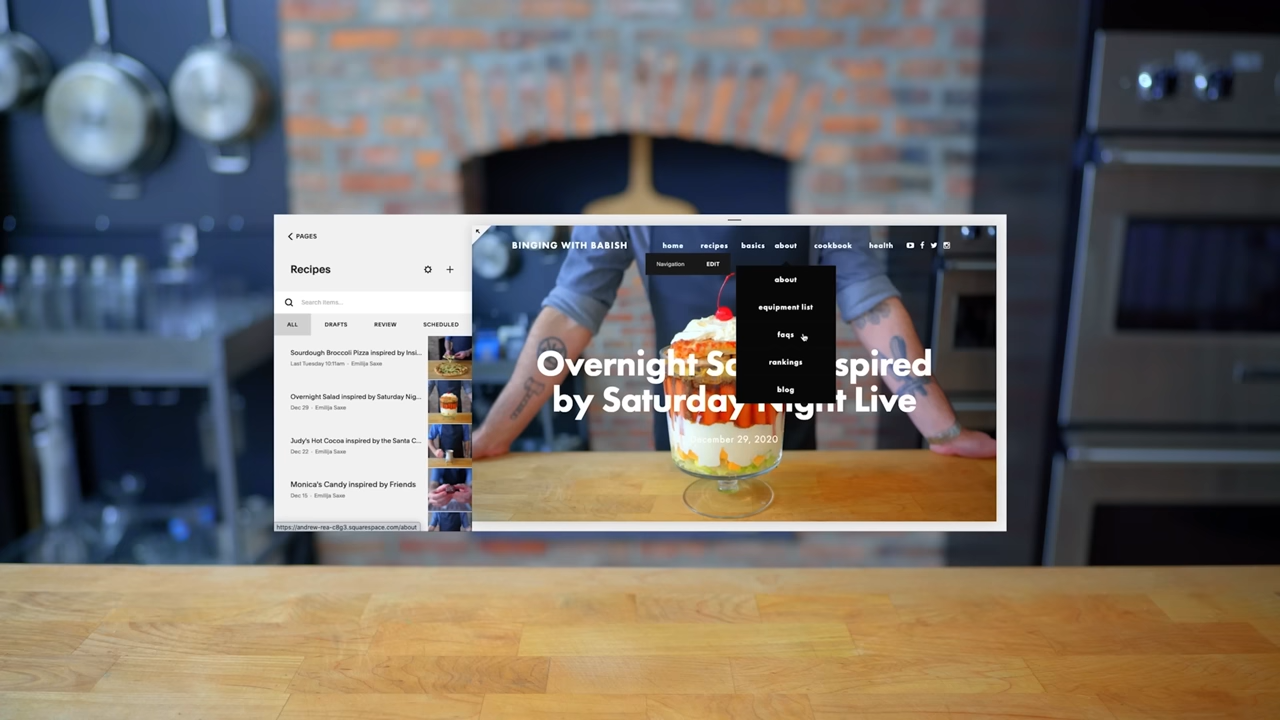 PAGES
Recipes
Search items...
ALL DRAFTS REVIEW SCHEDULED
Sourdough Broccoli Pizza inspired by Insi...
Last Tuesday 10:11am · Emilija Saxe
Overnight Salad inspired by Saturday Nig...
Dec 29 · Emilija Saxe
Judy's Hot Cocoa inspired by the Santa C...
Dec 22 · Emilija Saxe
Monica's Candy inspired by Friends
Dec 15 · Emilija Saxe
https://andrew-rea-c8g3.squarespace.com/about
BINGING WITH BABISH home recipes basics about cookbook health
Navigation EDIT
about
equipment list
faqs
rankings
blog
Overnight spired
by Saturday Night Live
December 29, 2020